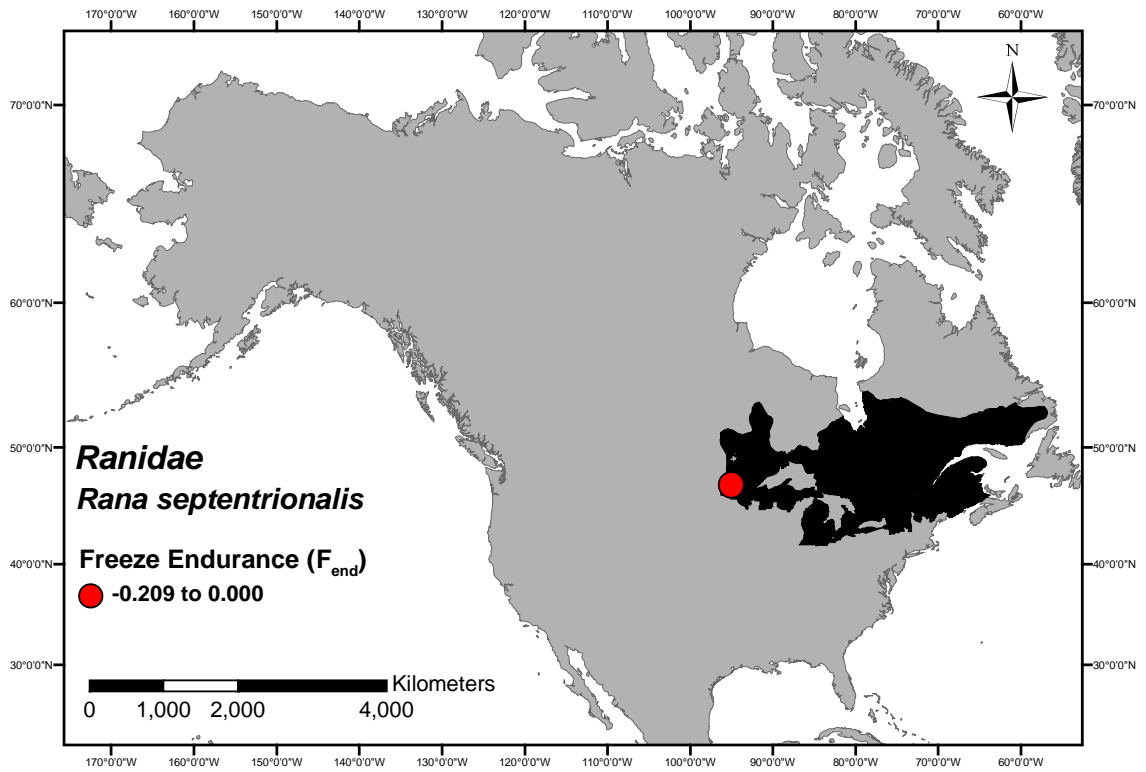 170°0'0"W 160°0'0"W 150°0'0"W 140°0'0"W 130°0'0"W 120°0'0"W 110°0'0"W 100°0'0"W 90°0'0"W 80°0'0"W 70°0'0"W 60°0'0"W
N
70°0'0"N 70°0'0"N
60°0'0"N 60°0'0"N
50°0'0"N 50°0'0"N
Ranidae
Rana septentrionalis
Freeze Endurance (Fend)
40°0'0"N 40°0'0"N
-0.209 to 0.000
30°0'0"N 30°0'0"N
Kilometers
0 1,000 2,000 4,000
170°0'0"W 160°0'0"W 150°0'0"W 140°0'0"W 130°0'0"W 120°0'0"W 110°0'0"W 100°0'0"W 90°0'0"W 80°0'0"W 70°0'0"W 60°0'0"W